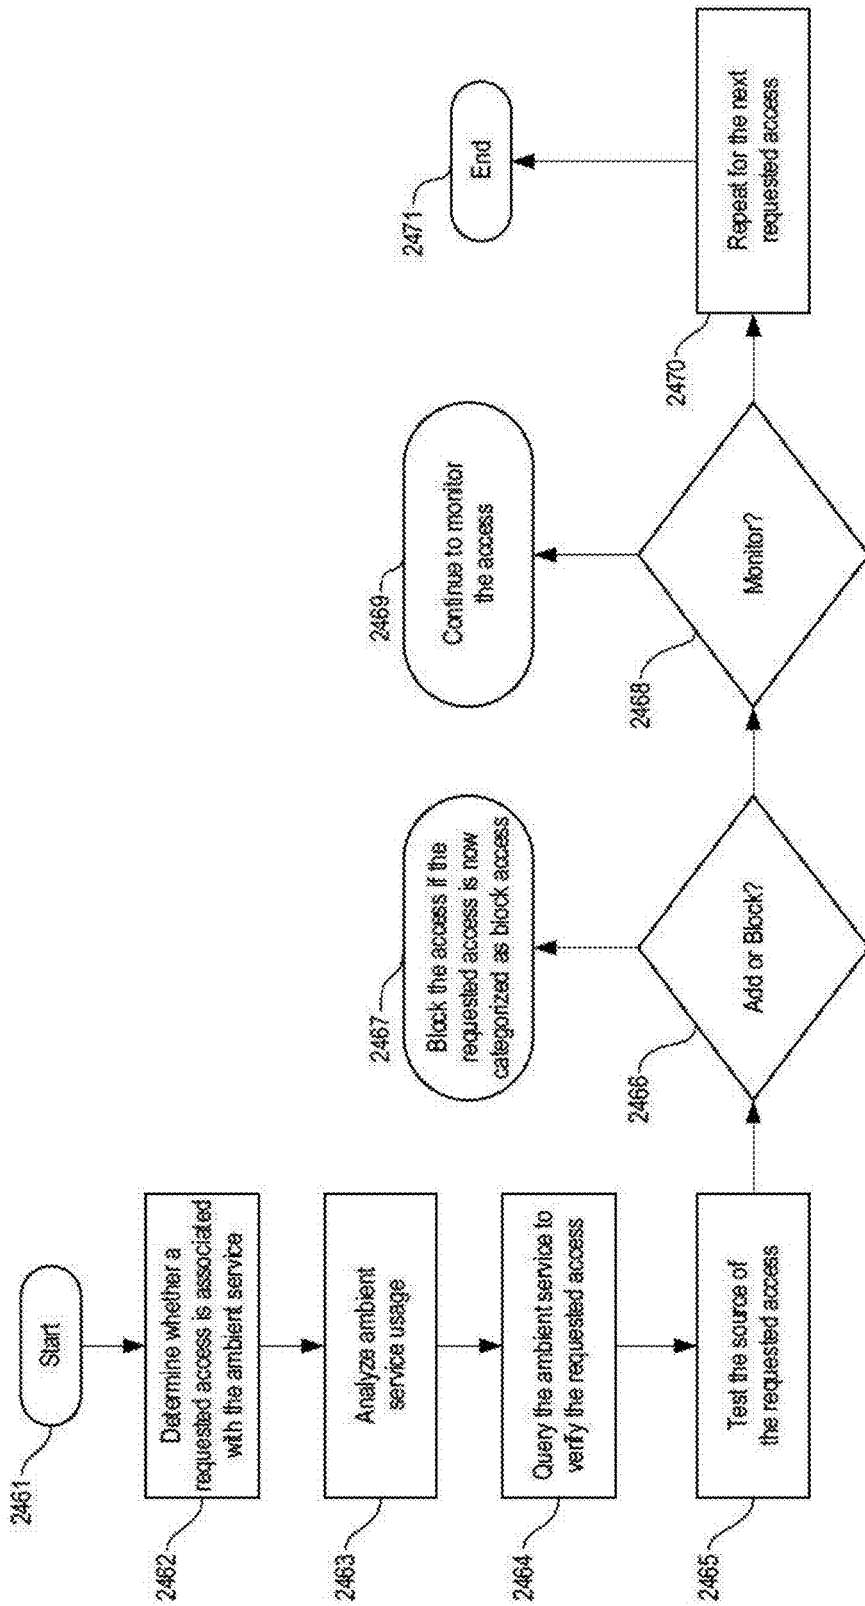 2461
Start
2462
Determine whether a
requested access is associated
with the ambient service
2463
Analyze ambient
service usage
2464
Query the ambient service to
verify the requested access
2465
Test the source of
the requested access
2466
Add or Block?
2467
Block the access if the
requested access is now
categorized as block access
2468
Monitor?
2469
Continue to monitor
the access
2470
Repeat for the next
requested access
2471
End